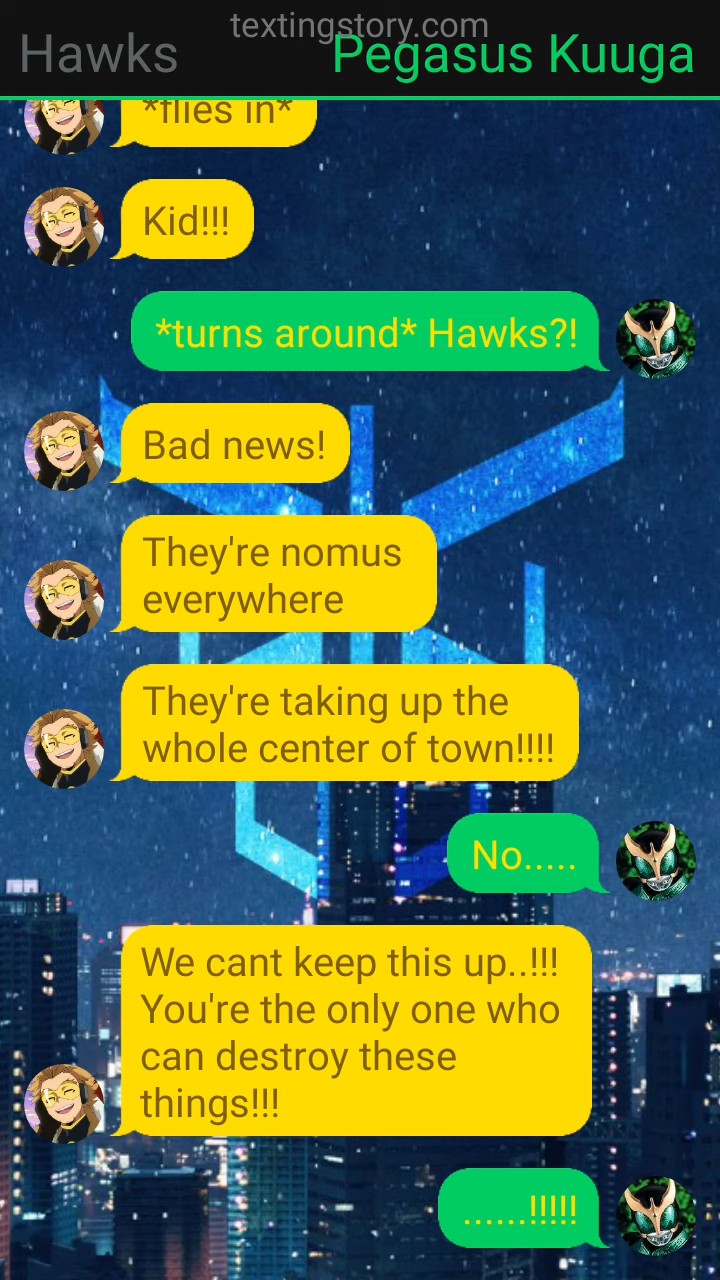 textingstory.com
Hawks
Pegasus Kuuga
*flies in*
Kid!!!
*turns around* Hawks?!
Bad news!
They're nomus
everywhere
They're taking up the
whole center of town!!!!
No.....
We cant keep this up..!!!
You're the only one who
can destroy these
things!!!
......!!!!!